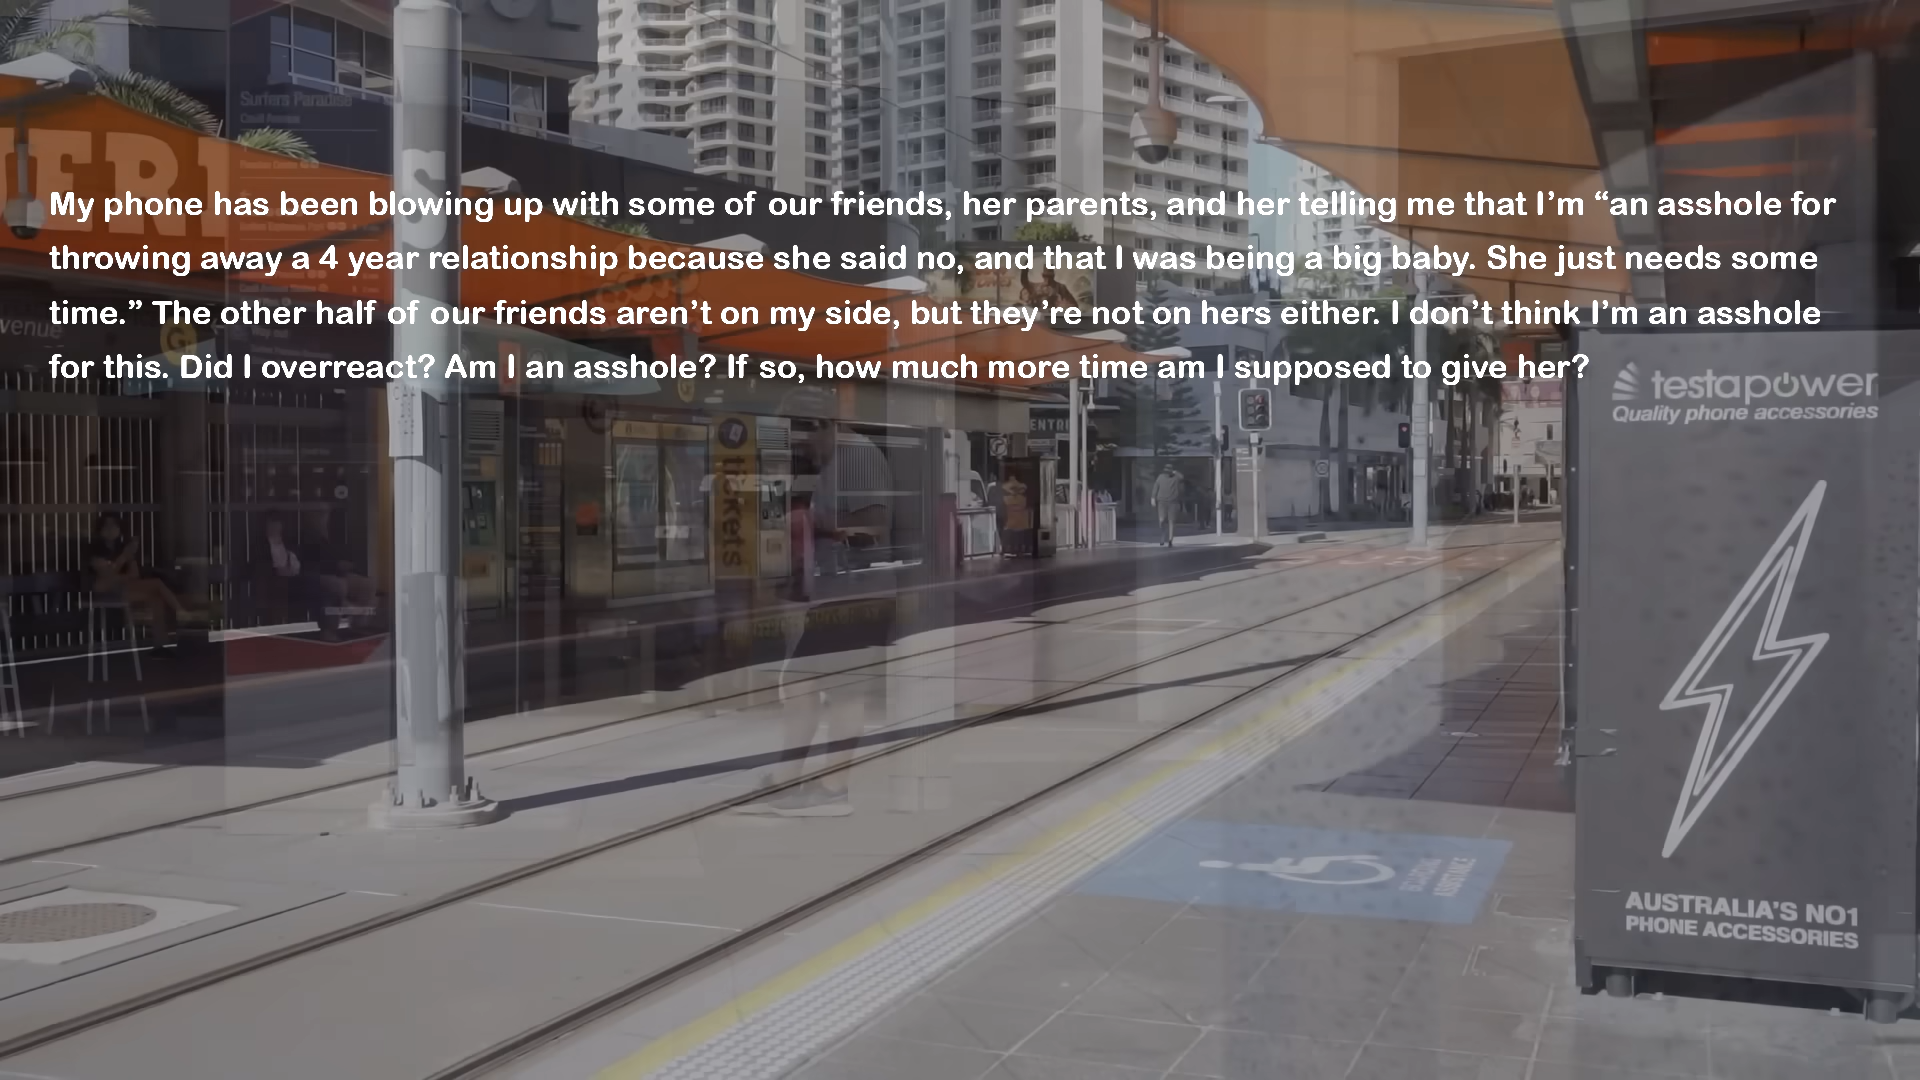 Surfers Paradise
My phone has been blowing up with some of our friends, her parents, and her telling me that I’m “an asshole for
throwing away a 4 year relationship because she said no, and that I was being a big baby. She just needs some
time.” The other half of our friends aren’t on my side, but they’re not on hers either. I don’t think I’m an asshole
for this. Did I overreact? Am I an asshole? If so, how much more time am I supposed to give her?
testapower
Quality phone accessories
tickets
ASSISTANCE
AUSTRALIA'S NO1
PHONE ACCESSORIES